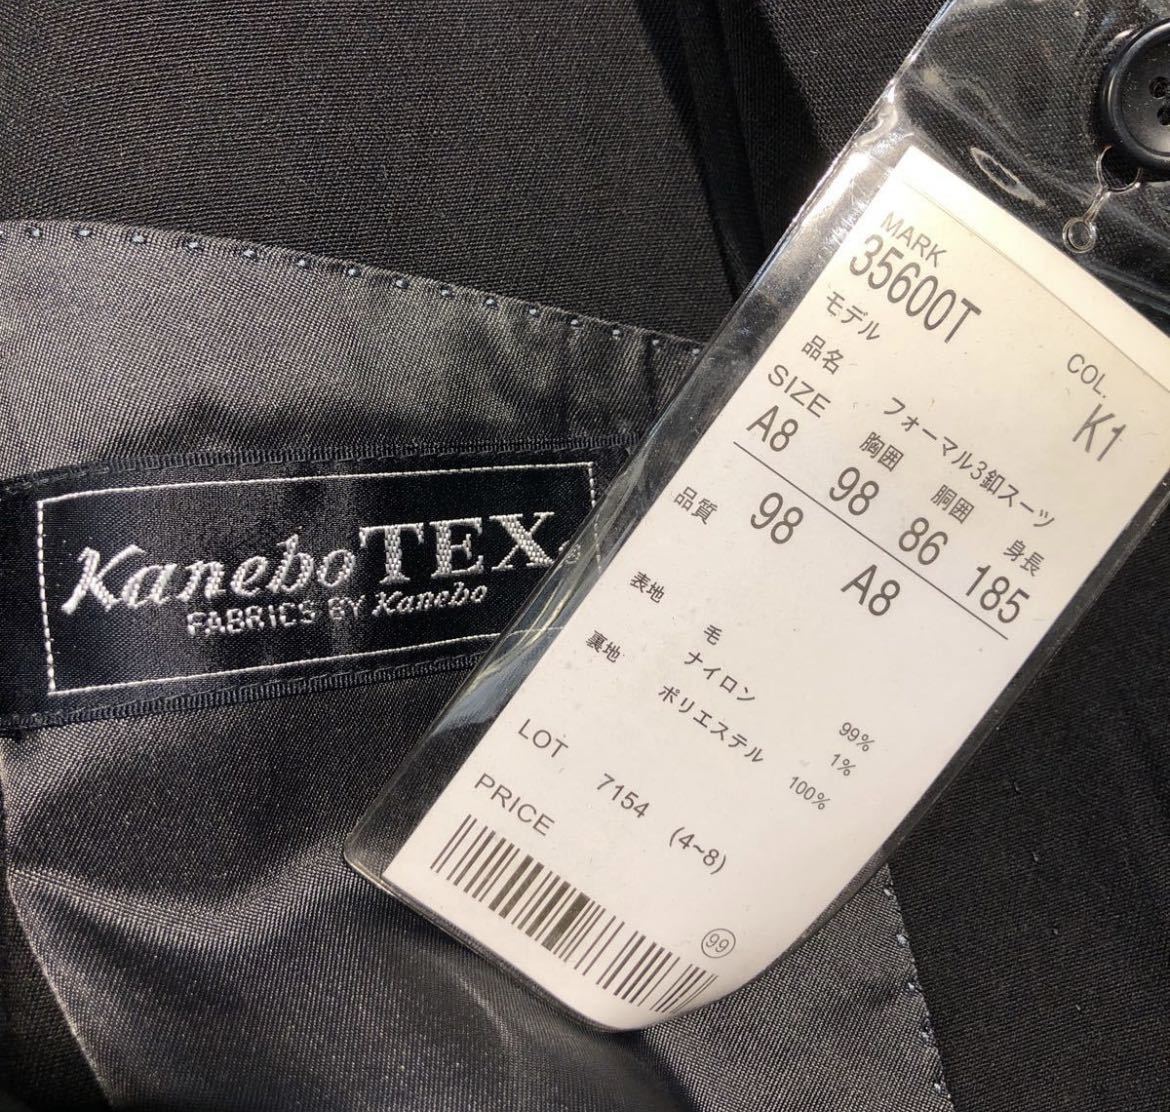 Kanebo TEX®
FABRICS BY Kanebo
MARK
35600T
COL.
K1
モデル
品名 フォーマル3釦スーツ
SIZE 胸囲 胴囲 身長
A8 98 86 185
品質 98 A8
表地 毛 99%
ナイロン 1%
裏地 ポリエステル 100%
LOT 7154 (4~8)
PRICE
99